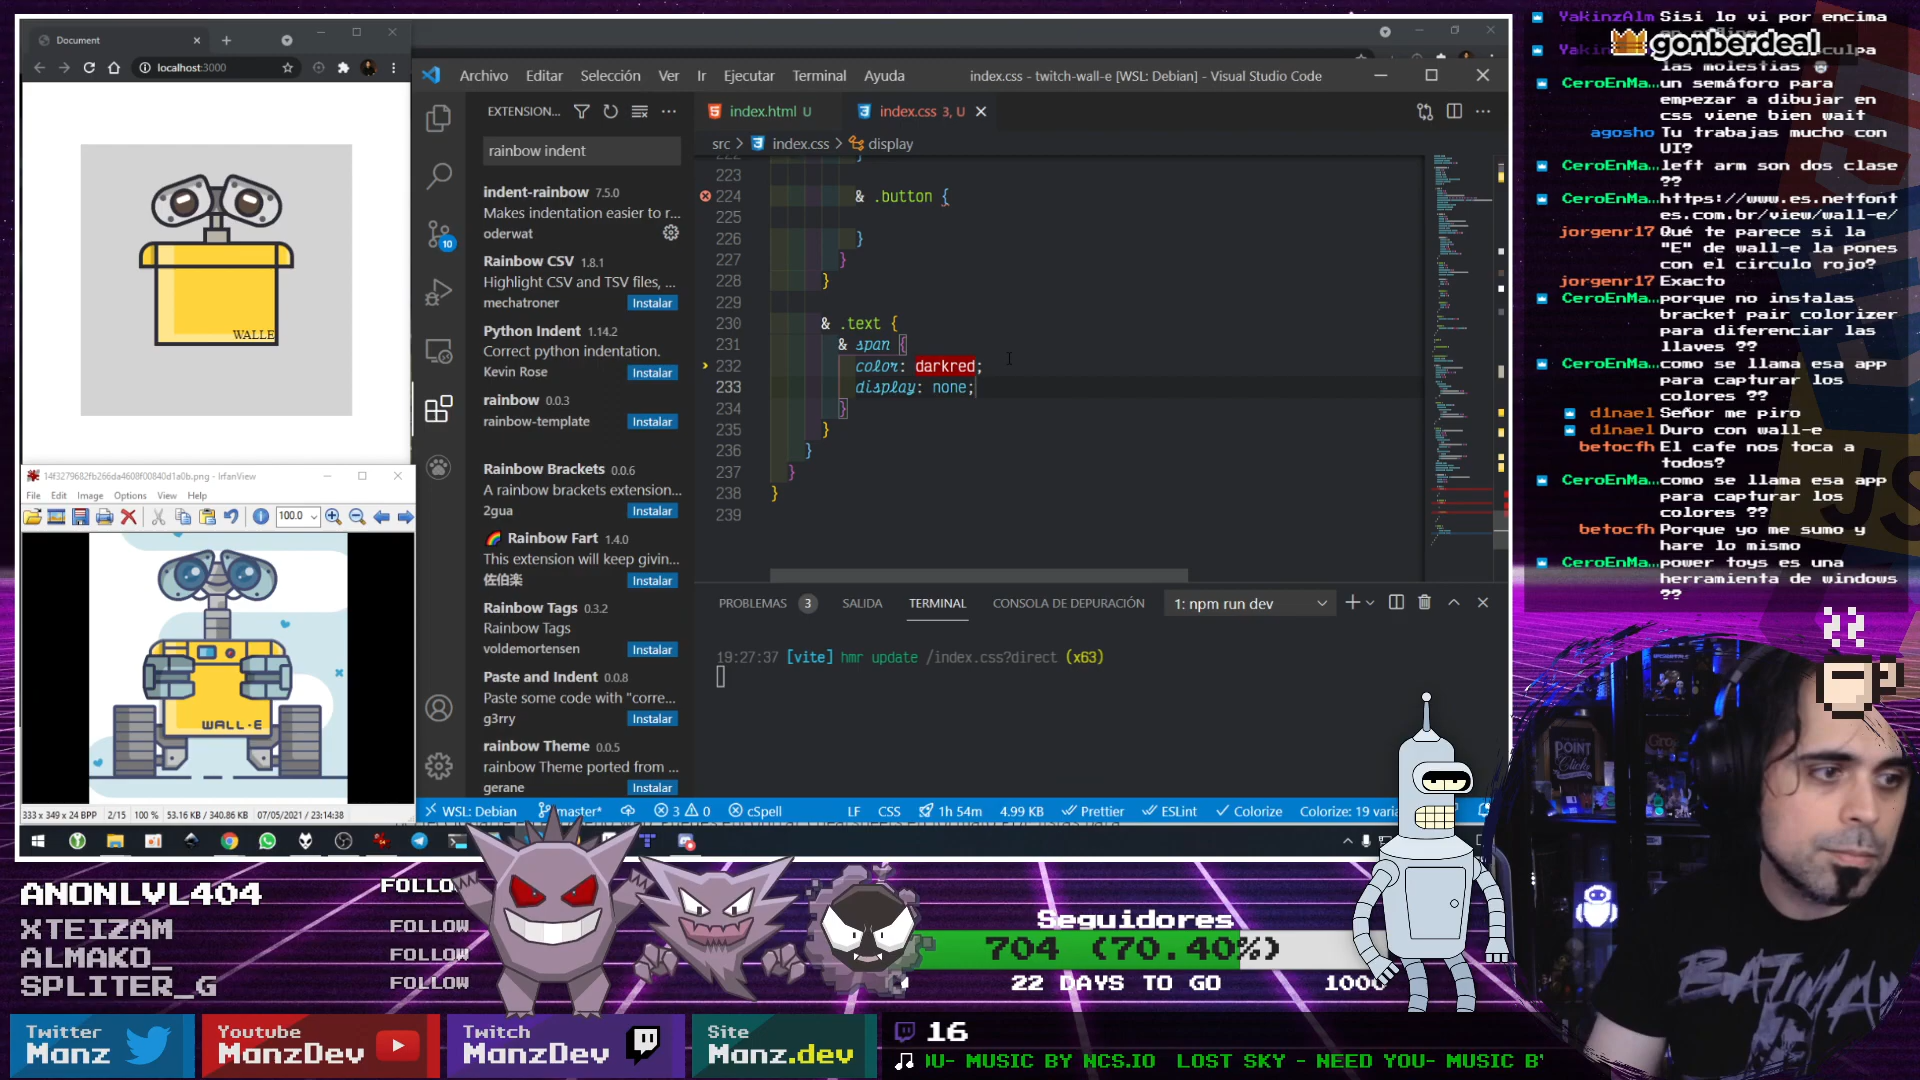 Document
localhost:3000
WALLE
14f3279682fb266da4608f00840d1a0b.png - IrfanView
File Edit Image Options View Help
100.0
WALL-E
333 x 349 x 24 BPP 2/15 100 % 53.16 KB / 340.86 KB 07/05/2021 / 23:14:38
Archivo Editar Selección Ver Ir Ejecutar Terminal Ayuda
index.css - twitch-wall-e [WSL: Debian] - Visual Studio Code
EXTENSION...
rainbow indent
indent-rainbow 7.5.0
Makes indentation easier to r...
oderwat
Rainbow CSV 1.8.1
Highlight CSV and TSV files, ...
mechatroner Instalar
Python Indent 1.14.2
Correct python indentation.
Kevin Rose Instalar
rainbow 0.0.3
rainbow-template Instalar
Rainbow Brackets 0.0.6
A rainbow brackets extension...
2gua Instalar
Rainbow Fart 1.4.0
This extension will keep givin...
佐伯楽 Instalar
Rainbow Tags 0.3.2
Rainbow Tags
voldemortensen Instalar
Paste and Indent 0.0.8
Paste some code with "corre...
g3rry Instalar
rainbow Theme 0.0.5
rainbow Theme ported from ...
gerane Instalar
10
index.html U
index.css 3, U
src > index.css > display
223
224 & .button {
225
226 }
227 }
228 }
229
230 & .text {
231 & span {
232 color: darkred;
233 display: none;
234 }
235 }
236 }
237 }
238 }
239
PROBLEMAS 3 SALIDA TERMINAL CONSOLA DE DEPURACIÓN 1: npm run dev
19:27:37 [vite] hmr update /index.css?direct (x63)
WSL: Debian master* 3 0 cSpell LF CSS 1h 54m 4.99 KB Prettier ESLint Colorize Colorize: 19 varia
YakinzAlm Sisi lo vi por encima
gonberdeal
las molestias
CeroEnMa... un semáforo para
empezar a dibujar en
css viene bien wait
agosho Tu trabajas mucho con
UI?
CeroEnMa... left arm son dos clase
??
CeroEnMa... https://www.es.netfont
es.com.br/view/wall-e/
jorgenr17 Qué te parece si la
"E" de wall-e la pones
con el circulo rojo?
jorgenr17 Exacto
CeroEnMa... porque no instalas
bracket pair colorizer
para diferenciar las
llaves ??
CeroEnMa... como se llama esa app
para capturar los
colores ??
d1nael Señor me piro
d1nael Duro con wall-e
betocfh El cafe nos toca a
todos?
CeroEnMa... como se llama esa app
para capturar los
colores ??
betocfh Porque yo me sumo y
hare lo mismo
CeroEnMa... power toys es una
herramienta de windows
??
JS
POINT
CLICK
BATMAN
ANONLVL404 FOLLO
XTEIZAM FOLLOW
ALMAKO_ FOLLOW
SPLITER_G FOLLOW
Seguidores
704 (70.40%)
22 DAYS TO GO 1000
Twitter
Manz
Youtube
ManzDev
Twitch
ManzDev
Site
Manz.dev
16
OU- MUSIC BY NCS.IO LOST SKY - NEED YOU- MUSIC B